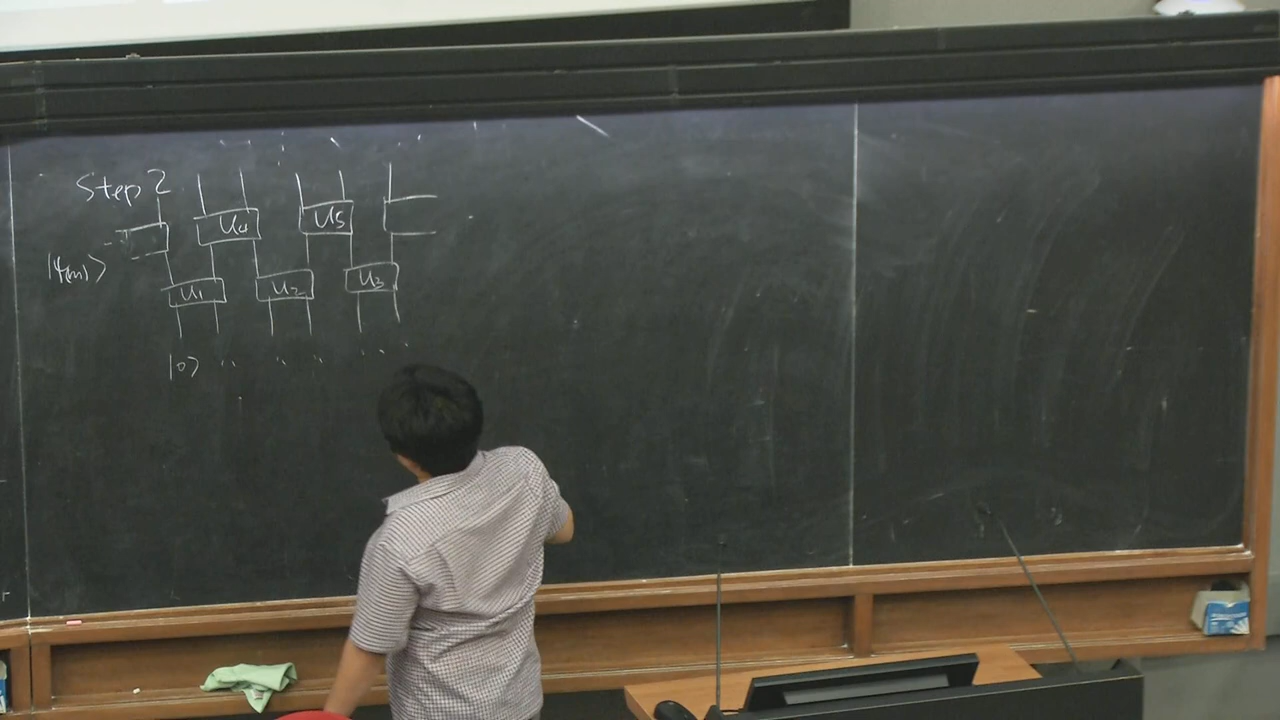 Step 2
U4 U5
|ψ(m)⟩
U1 U2 U3
|0⟩ .. .. .. .. ..